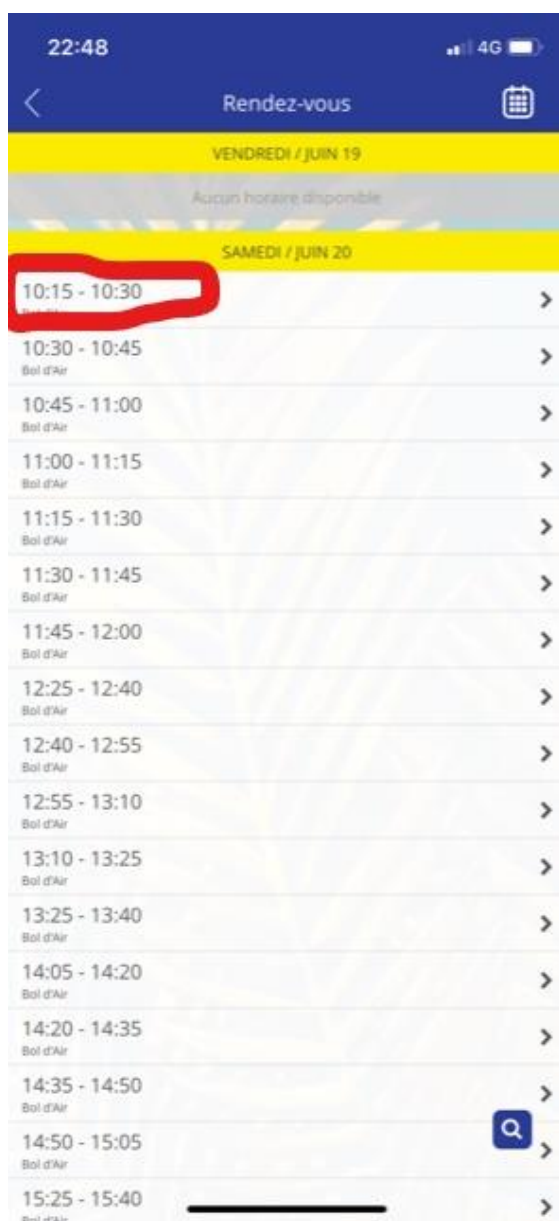 22:48
4G
Rendez-vous
VENDREDI / JUIN 19
Aucun horaire disponible
SAMEDI / JUIN 20
10:15 - 10:30
10:30 - 10:45
Bol d'Air
10:45 - 11:00
Bol d'Air
11:00 - 11:15
Bol d'Air
11:15 - 11:30
Bol d'Air
11:30 - 11:45
Bol d'Air
11:45 - 12:00
Bol d'Air
12:25 - 12:40
Bol d'Air
12:40 - 12:55
Bol d'Air
12:55 - 13:10
Bol d'Air
13:10 - 13:25
Bol d'Air
13:25 - 13:40
Bol d'Air
14:05 - 14:20
Bol d'Air
14:20 - 14:35
Bol d'Air
14:35 - 14:50
Bol d'Air
14:50 - 15:05
Bol d'Air
15:25 - 15:40
Bol d'Air